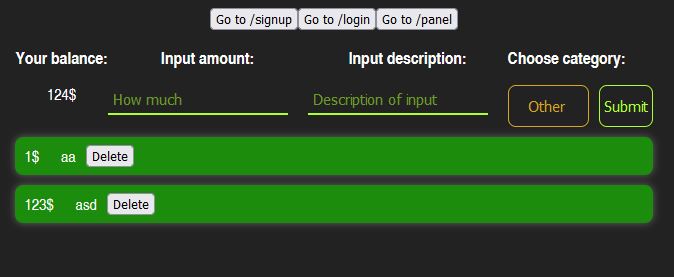 Go to /signup Go to /login Go to /panel
Your balance: Input amount: Input description: Choose category:
124$ How much Description of input Other Submit
1$ aa Delete
123$ asd Delete